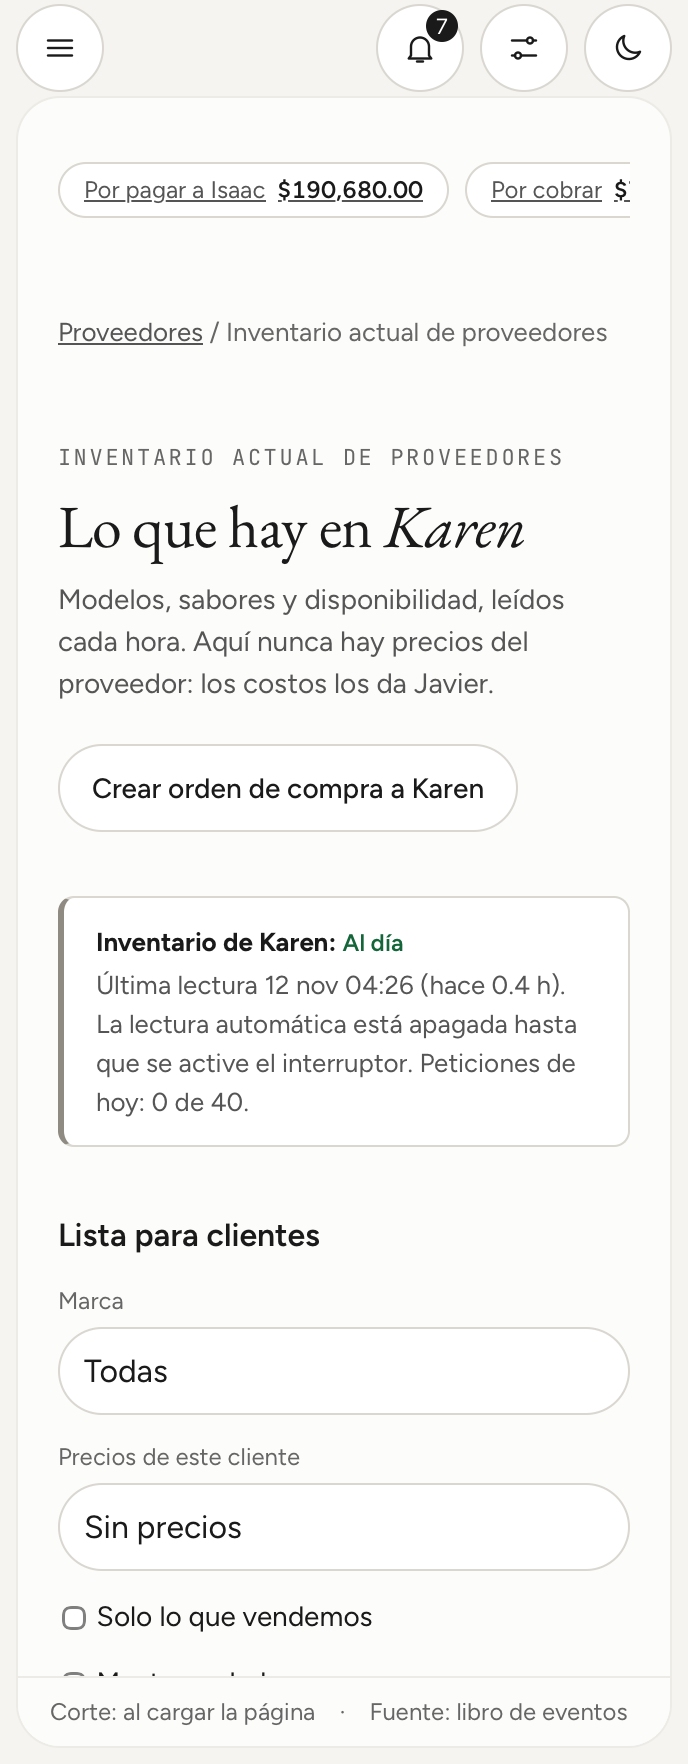 7
Por pagar a Isaac $190,680.00 Por cobrar
Proveedores / Inventario actual de proveedores
INVENTARIO ACTUAL DE PROVEEDORES
Lo que hay en Karen
Modelos, sabores y disponibilidad, leídos
cada hora. Aquí nunca hay precios del
proveedor: los costos los da Javier.
Crear orden de compra a Karen
Inventario de Karen: Al día
Última lectura 12 nov 04:26 (hace 0.4 h).
La lectura automática está apagada hasta
que se active el interruptor. Peticiones de
hoy: 0 de 40.
Lista para clientes
Marca
Todas
Precios de este cliente
Sin precios
Solo lo que vendemos
Corte: al cargar la página · Fuente: libro de eventos